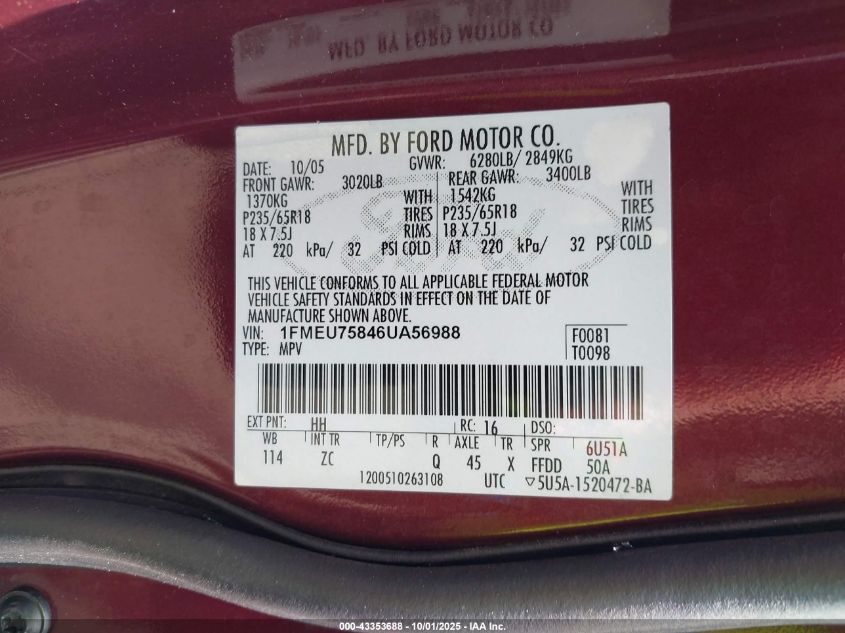 MFD. BY FORD MOTOR CO.
MFD. BY FORD MOTOR CO.
DATE: 10/05 GVWR: 6280LB/ 2849KG
FRONT GAWR: 3020LB REAR GAWR: 3400LB
1370KG WITH 1542KG WITH
P235/65R18 TIRES P235/65R18 TIRES
18 X 7.5J RIMS 18 X 7.5J RIMS
AT 220 kPa/ 32 PSI COLD AT 220 kPa/ 32 PSI COLD
THIS VEHICLE CONFORMS TO ALL APPLICABLE FEDERAL MOTOR
VEHICLE SAFETY STANDARDS IN EFFECT ON THE DATE OF
MANUFACTURE SHOWN ABOVE.
VIN: 1FMEU75846UA56988 F0081
TYPE: MPV T0098
EXT PNT: HH RC: 16 DSO:
WB INT TR TP/PS R AXLE TR SPR 6U51A
114 ZC Q 45 X FFDD 50A
1200510263108 UTC ▽5U5A-1520472-BA
000-43353688 - 10/01/2025 - IAA Inc.